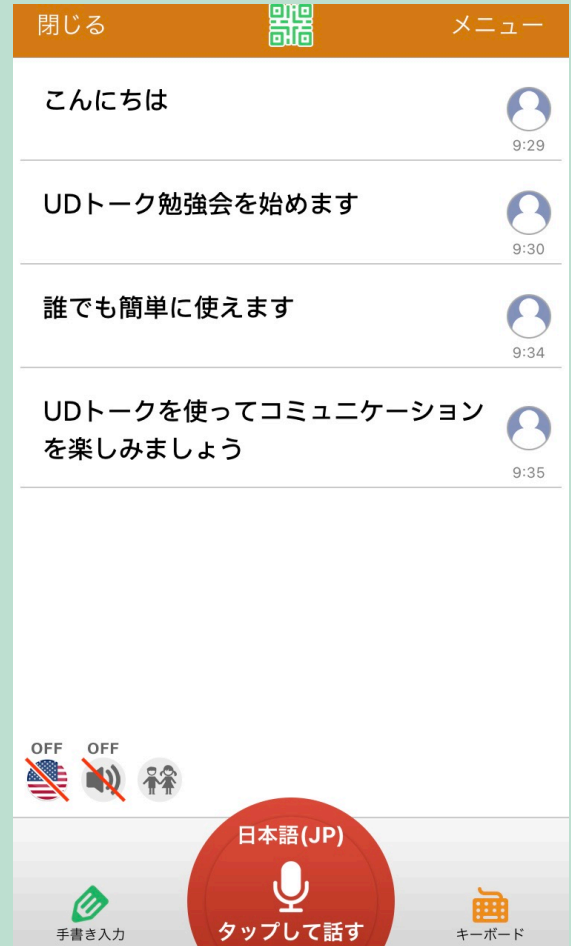 閉じる
メニュー
こんにちは
9:29
UDトーク勉強会を始めます
9:30
誰でも簡単に使えます
9:34
UDトークを使ってコミュニケーション
を楽しみましょう
9:35
OFF
OFF
日本語(JP)
タップして話す
手書き入力
キーボード